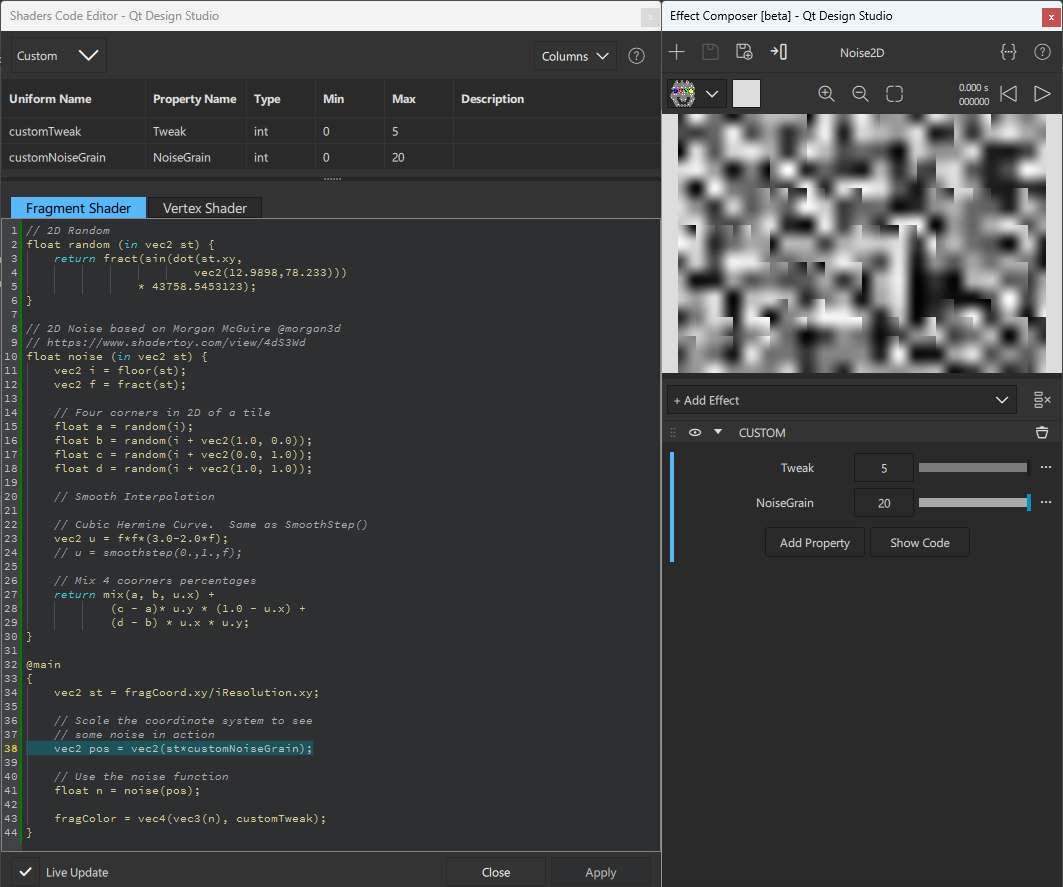 Shaders Code Editor - Qt Design Studio
Custom
Columns
Uniform Name Property Name Type Min Max Description
customTweak Tweak int 0 5
customNoiseGrain NoiseGrain int 0 20
Fragment Shader Vertex Shader
1 // 2D Random
2 float random (in vec2 st) {
3 return fract(sin(dot(st.xy,
4 vec2(12.9898,78.233)))
5 * 43758.5453123);
6 }
7
8 // 2D Noise based on Morgan McGuire @morgan3d
9 // https://www.shadertoy.com/view/4dS3Wd
10 float noise (in vec2 st) {
11 vec2 i = floor(st);
12 vec2 f = fract(st);
13
14 // Four corners in 2D of a tile
15 float a = random(i);
16 float b = random(i + vec2(1.0, 0.0));
17 float c = random(i + vec2(0.0, 1.0));
18 float d = random(i + vec2(1.0, 1.0));
19
20 // Smooth Interpolation
21
22 // Cubic Hermine Curve.  Same as SmoothStep()
23 vec2 u = f*f*(3.0-2.0*f);
24 // u = smoothstep(0.,1.,f);
25
26 // Mix 4 coorners percentages
27 return mix(a, b, u.x) +
28 (c - a)* u.y * (1.0 - u.x) +
29 (d - b) * u.x * u.y;
30 }
31
32 @main
33 {
34 vec2 st = fragCoord.xy/iResolution.xy;
35
36 // Scale the coordinate system to see
37 // some noise in action
38 vec2 pos = vec2(st*customNoiseGrain);
39
40 // Use the noise function
41 float n = noise(pos);
42
43 fragColor = vec4(vec3(n), customTweak);
44 }
Live Update
Close
Apply
Effect Composer [beta] - Qt Design Studio
Noise2D
0.000 s
000000
+ Add Effect
CUSTOM
Tweak 5
NoiseGrain 20
Add Property
Show Code